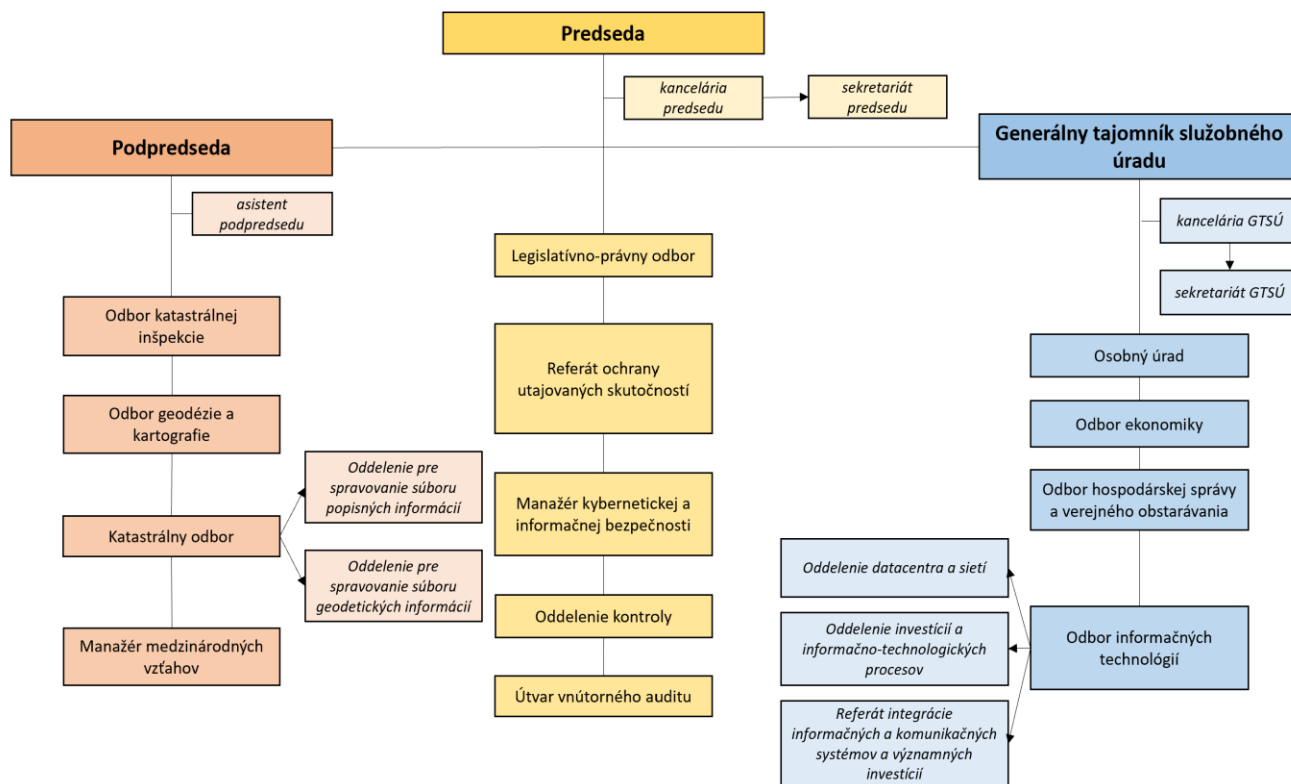 Predseda
kancelária
predsedu
sekretariát
predsedu
Podpredseda
Generálny tajomník služobného
úradu
asistent
podpredsedu
kancelária GTSÚ
sekretariát GTSÚ
Odbor katastrálnej
inšpekcie
Odbor geodézie a
kartografie
Katastrálny odbor
Oddelenie pre
spravovanie súboru
popisných informácií
Oddelenie pre
spravovanie súboru
geodetických informácií
Manažér medzinárodných
vzťahov
Legislatívno-právny odbor
Referát ochrany
utajovaných skutočností
Manažér kybernetickej a
informačnej bezpečnosti
Oddelenie kontroly
Útvar vnútorného auditu
Osobný úrad
Odbor ekonomiky
Odbor hospodárskej správy
a verejného obstarávania
Odbor informačných
technológií
Oddelenie datacentra a sietí
Oddelenie investícií a
informačno-technologických
procesov
Referát integrácie
informačných a komunikačných
systémov a významných
investícií